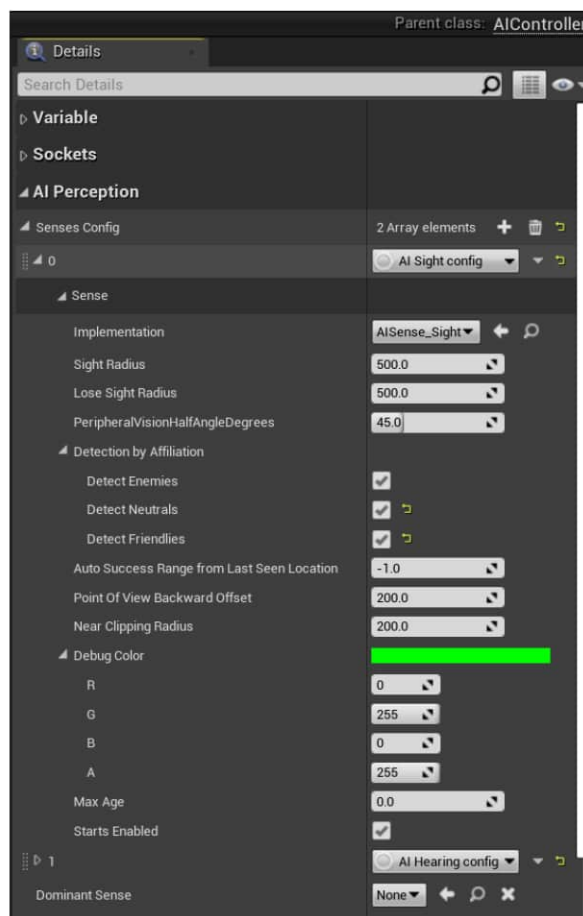 Parent class: AIController
Details
Search Details
Variable
Sockets
AI Perception
Senses Config 2 Array elements
0 AI Sight config
Sense
Implementation AISense_Sight
Sight Radius 500.0
Lose Sight Radius 500.0
PeripheralVisionHalfAngleDegrees 45.0
Detection by Affiliation
Detect Enemies
Detect Neutrals
Detect Friendlies
Auto Success Range from Last Seen Location -1.0
Point Of View Backward Offset 200.0
Near Clipping Radius 200.0
Debug Color
R 0
G 255
B 0
A 255
Max Age 0.0
Starts Enabled
1 AI Hearing config
Dominant Sense None